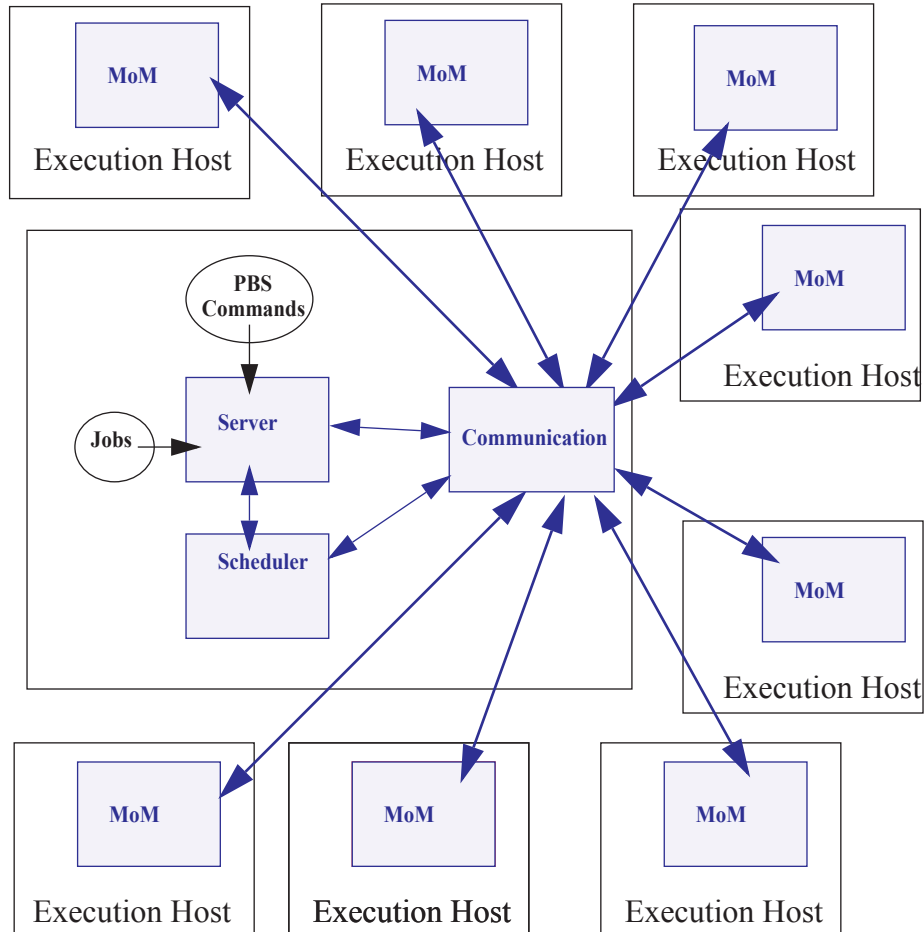 MoM
Execution Host
MoM
Execution Host
MoM
Execution Host
MoM
Execution Host
PBS
Commands
Server
Jobs
Communication
Scheduler
MoM
Execution Host
MoM
Execution Host
MoM
Execution Host
MoM
Execution Host